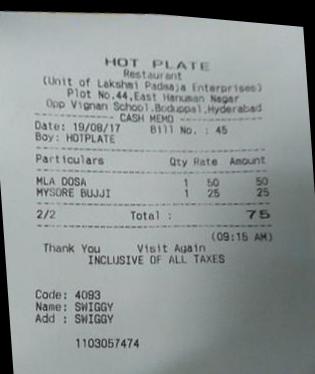 HOT PLATE
Restaurant
(Unit of Lakshmi Padmaja Enterprises)
Plot No.44,East Hanuman Nagar
Opp Vignan School,Boduppal,Hyderabad
CASH MEMO
Date: 19/08/17 Bill No. : 45
Boy: HOTPLATE
Particulars Qty Rate Amount
MLA DOSA 1 50 50
MYSORE BUJJI 1 25 25
2/2 Total : 75
(09:15 AM)
Thank You Visit Again
INCLUSIVE OF ALL TAXES
Code: 4093
Name: SWIGGY
Add : SWIGGY
1103057474